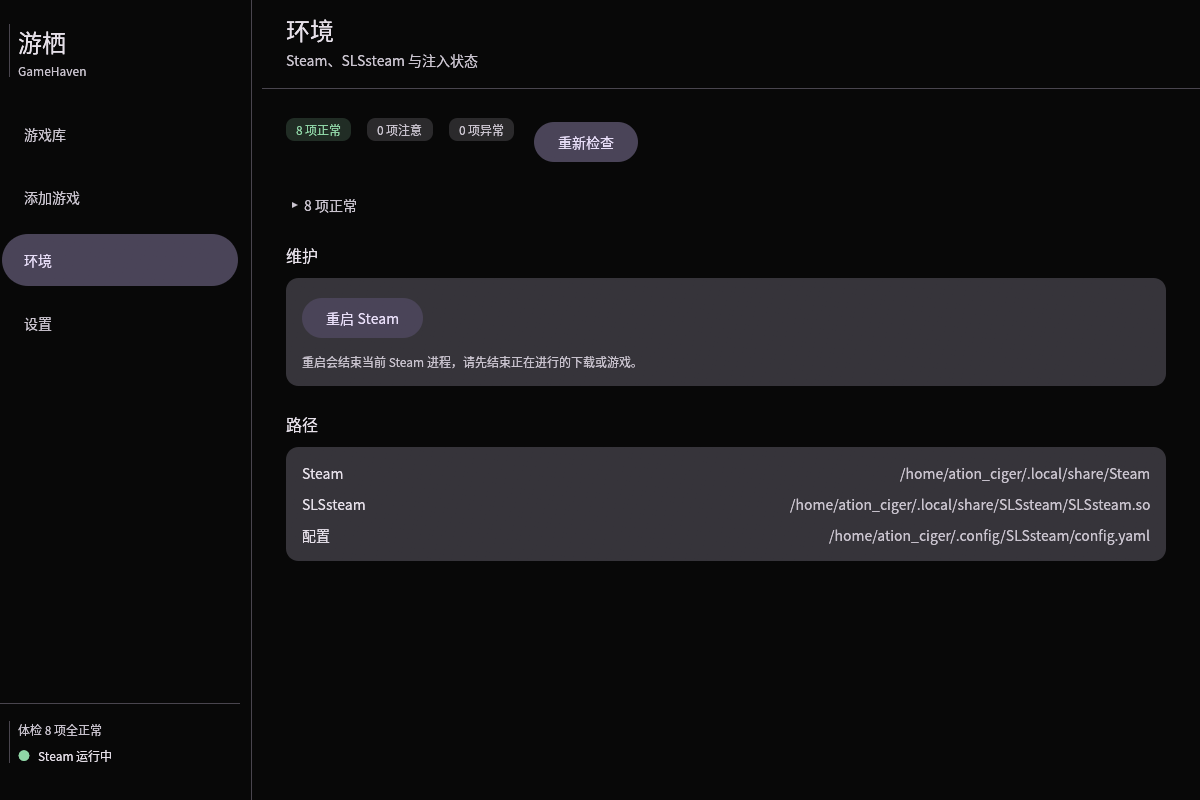 游栖
GameHaven
游戏库
添加游戏
环境
设置
体检 8 项全正常
Steam 运行中
环境
Steam、SLSsteam 与注入状态
8 项正常
0 项注意
0 项异常
重新检查
8 项正常
维护
重启 Steam
重启会结束当前 Steam 进程，请先结束正在进行的下载或游戏。
路径
Steam /home/ation_ciger/.local/share/Steam
SLSsteam /home/ation_ciger/.local/share/SLSsteam/SLSsteam.so
配置 /home/ation_ciger/.config/SLSsteam/config.yaml